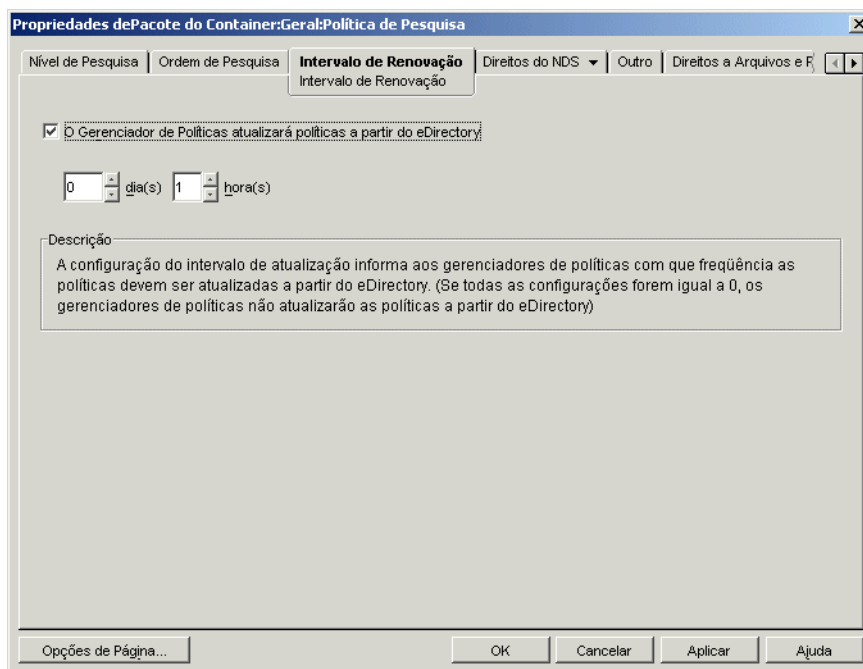 Propriedades dePacote do Container:Geral:Política de Pesquisa
Nível de Pesquisa Ordem de Pesquisa Intervalo de Renovação Direitos do NDS Outro Direitos a Arquivos e
Intervalo de Renovação
O Gerenciador de Políticas atualizará políticas a partir do eDirectory
0 dia(s) 1 hora(s)
Descrição
A configuração do intervalo de atualização informa aos gerenciadores de políticas com que freqüência as
políticas devem ser atualizadas a partir do eDirectory. (Se todas as configurações forem igual a 0, os
gerenciadores de políticas não atualizarão as políticas a partir do eDirectory)
Opções de Página... OK Cancelar Aplicar Ajuda